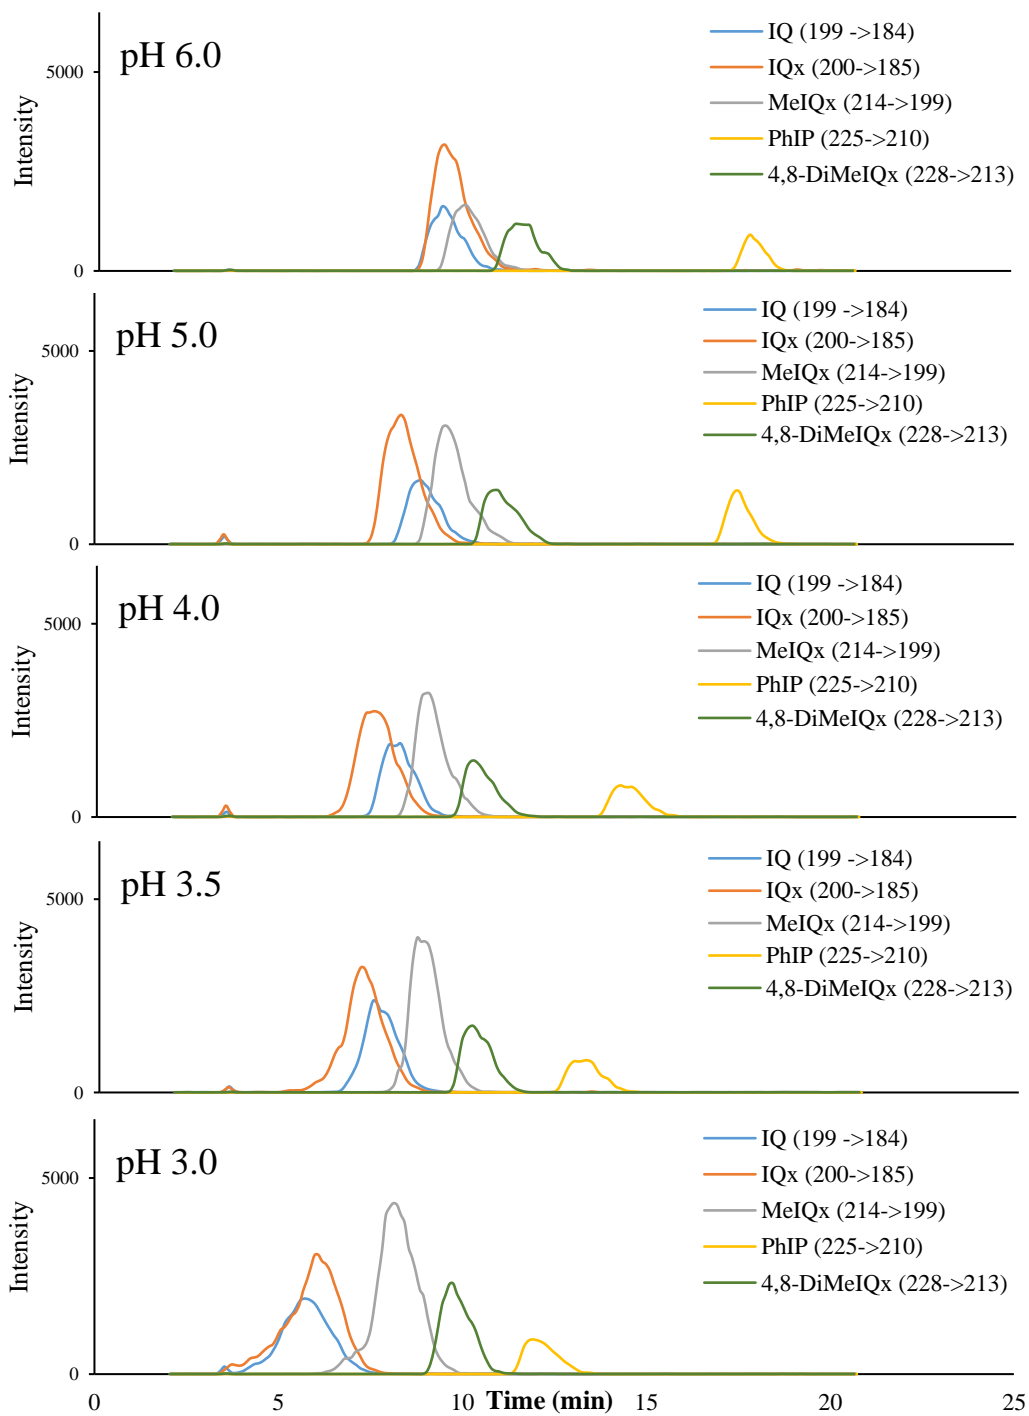 pH 6.0
IQ (199 ->184)
IQx (200->185)
MeIQx (214->199)
PhIP (225->210)
4,8-DiMeIQx (228->213)
5000
0
Intensity
pH 5.0
IQ (199 ->184)
IQx (200->185)
MeIQx (214->199)
PhIP (225->210)
4,8-DiMeIQx (228->213)
5000
0
Intensity
pH 4.0
IQ (199 ->184)
IQx (200->185)
MeIQx (214->199)
PhIP (225->210)
4,8-DiMeIQx (228->213)
5000
0
Intensity
pH 3.5
IQ (199 ->184)
IQx (200->185)
MeIQx (214->199)
PhIP (225->210)
4,8-DiMeIQx (228->213)
5000
0
Intensity
pH 3.0
IQ (199 ->184)
IQx (200->185)
MeIQx (214->199)
PhIP (225->210)
4,8-DiMeIQx (228->213)
5000
0
Intensity
0 5 10 Time (min) 15 20 25